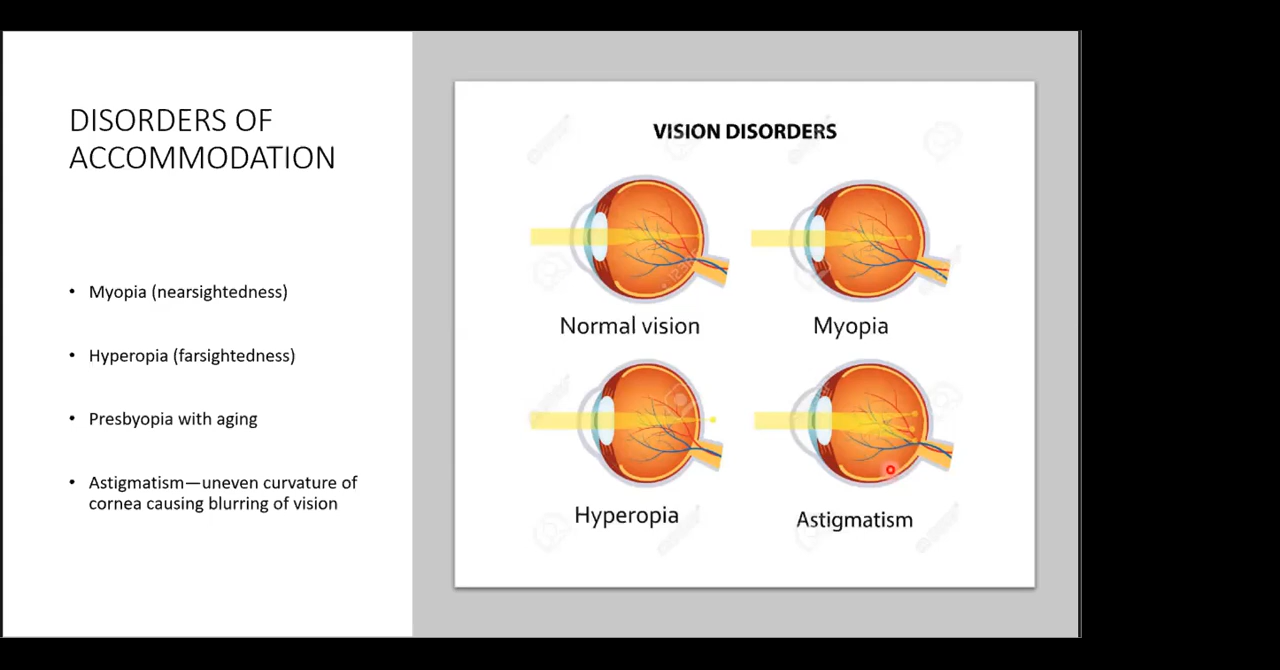 DISORDERS OF
ACCOMMODATION
• Myopia (nearsightedness)
• Hyperopia (farsightedness)
• Presbyopia with aging
• Astigmatism—uneven curvature of
cornea causing blurring of vision
VISION DISORDERS
Normal vision
Myopia
Hyperopia
Astigmatism